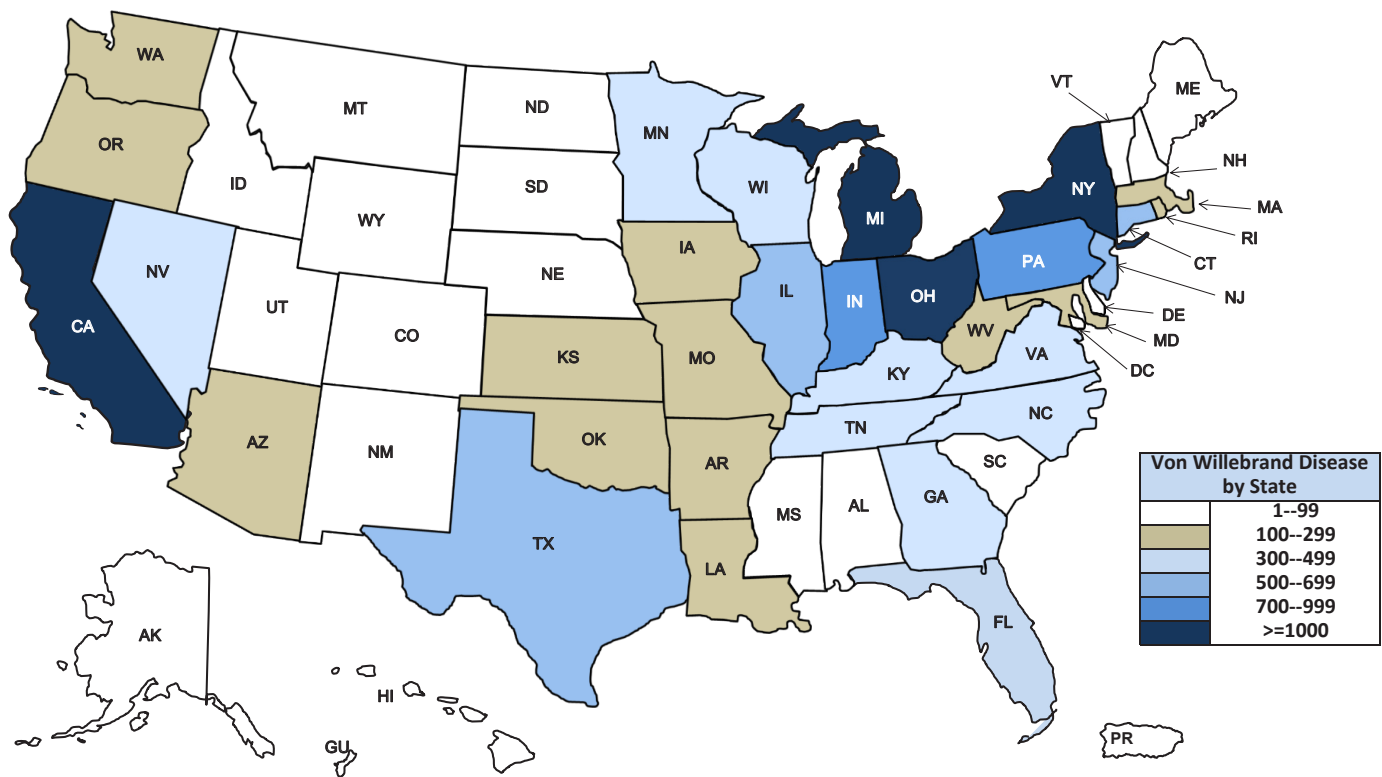 WA
MT
ND
MN
VT
ME
OR
ID
SD
WI
MI
NY
NH
MA
RI
CT
NJ
DE
MD
DC
WY
IA
NE
NV
UT
CO
CA
IL
IN
OH
PA
WV
VA
KS
MO
KY
NC
TN
AZ
NM
OK
AR
SC
MS
AL
GA
TX
LA
FL
AK
HI
GU
PR
Von Willebrand Disease
by State
1--99
100--299
300--499
500--699
700--999
>=1000